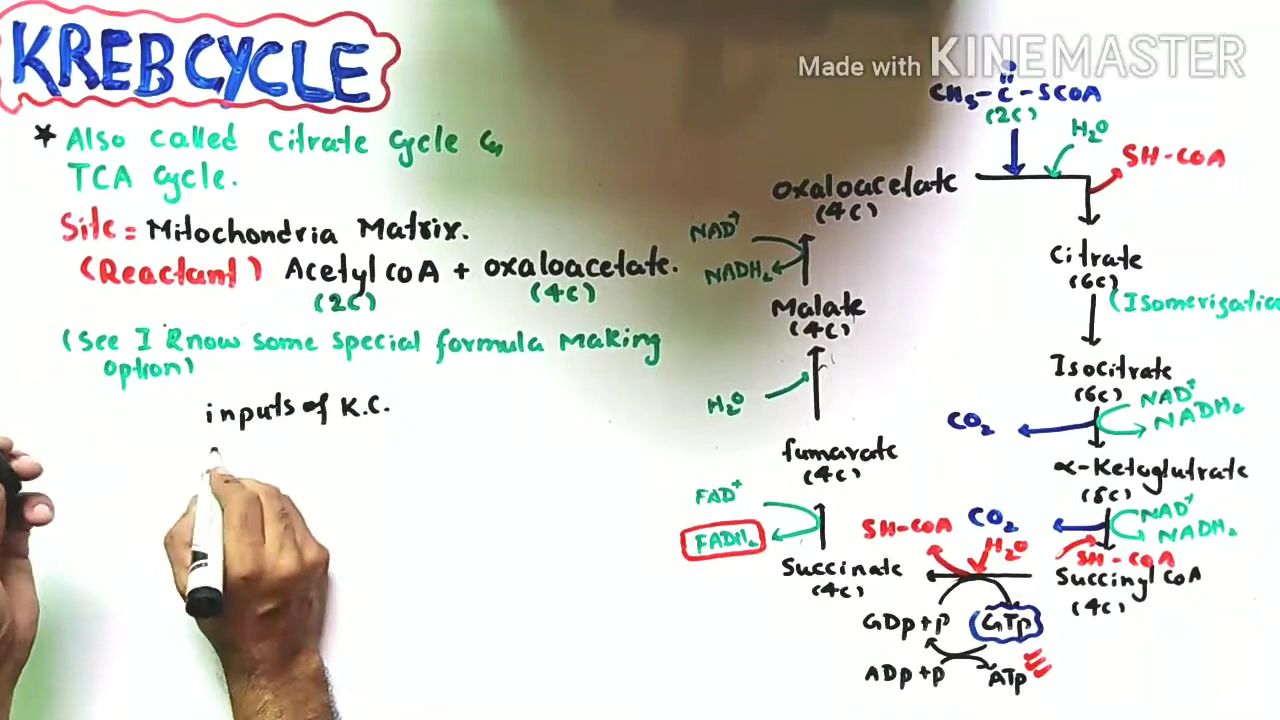 KREB CYCLE
* Also called Citrate Cycle
TCA Cycle.
Site = Mitochondria Matrix.
(Reactant) Acetyl coA + oxaloacetate.
(2C) (4C)
(See I Know some special formula making
option)
inputs of K.C.
Made with KINEMASTER
O
CH3-C-SCOA
(2C)
H2O
SH-COA
oxaloacetate
(4C)
Citrate
(6C)
(Isomerizatio
Isocitrate
(6C)
NAD+
NADH2
CO2
α-Ketoglutrate
(5C)
NAD+
NADH2
CO2
SH-COA
Succinyl CoA
(4C)
SH-COA
H2O
GDp+p
GTp
ADp+p
ATp
Succinate
(4C)
FAD+
FADH2
fumarate
(4C)
H2O
Malate
(4C)
NAD+
NADH2